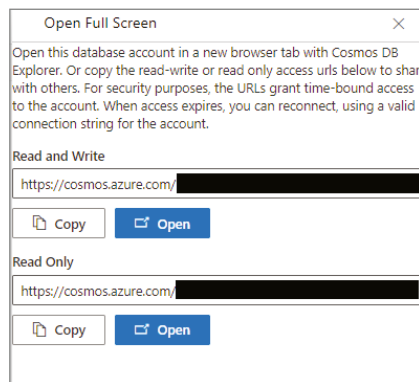 Open Full Screen
Open this database account in a new browser tab with Cosmos DB
Explorer. Or copy the read-write or read only access urls below to shar
with others. For security purposes, the URLs grant time-bound access
to the account. When access expires, you can reconnect, using a valid
connection string for the account.
Read and Write
https://cosmos.azure.com/
Copy Open
Read Only
https://cosmos.azure.com/
Copy Open